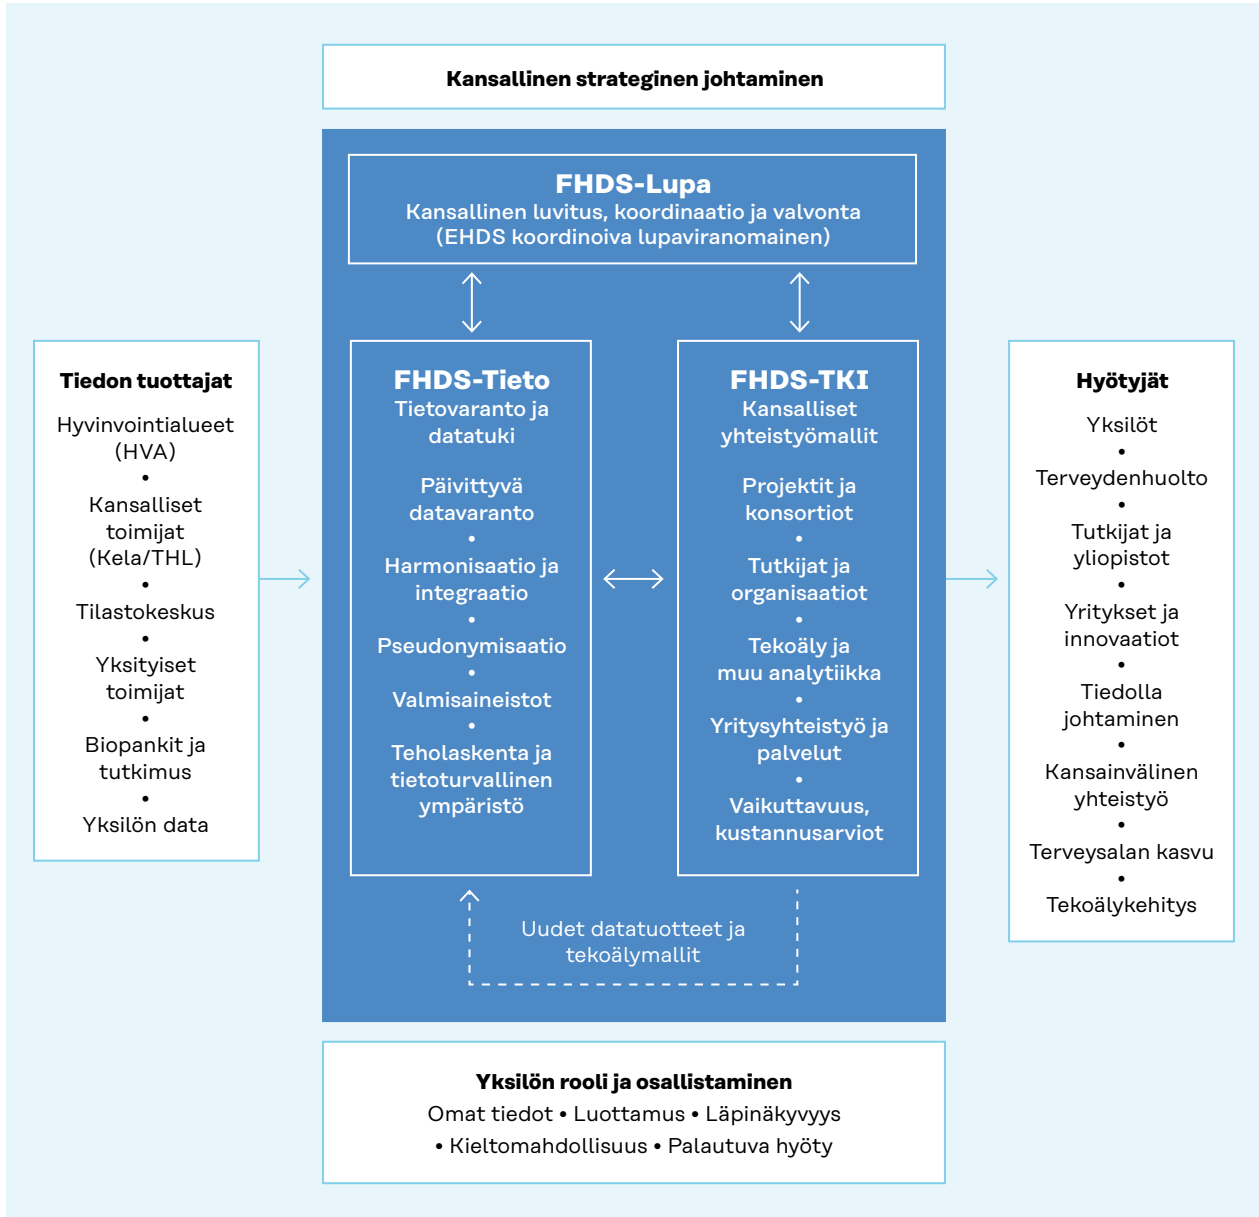 Kansallinen strateginen johtaminen
FHDS-Lupa
Kansallinen luvitus, koordinaatio ja valvonta
(EHDS koordinoiva lupaviranomainen)
Tiedon tuottajat
Hyvinvointialueet
(HVA)
•
Kansalliset
toimijat
(Kela/THL)
•
Tilastokeskus
•
Yksityiset
toimijat
•
Biopankit ja
tutkimus
•
Yksilön data
FHDS-Tieto
Tietovaranto ja
datatuki
Päivittyvä
datavaranto
•
Harmonisaatio ja
integraatio
•
Pseudonymisaatio
•
Valmisaineistot
•
Teholaskenta ja
tietoturvallinen
ympäristö
FHDS-TKI
Kansalliset
yhteistyömallit
Projektit ja
konsortiot
•
Tutkijat ja
organisaatiot
•
Tekoäly ja
muu analytiikka
•
Yritysyhteistyö ja
palvelut
•
Vaikuttavuus,
kustannusarviot
Hyötyjät
Yksilöt
•
Terveydenhuolto
•
Tutkijat ja
yliopistot
•
Yritykset ja
innovaatiot
•
Tiedolla
johtaminen
•
Kansainvälinen
yhteistyö
•
Terveysalan kasvu
•
Tekoälykehitys
Uudet datatuotteet ja
tekoälymallit
Yksilön rooli ja osallistaminen
Omat tiedot • Luottamus • Läpinäkyvyys
• Kieltomahdollisuus • Palautuva hyöty